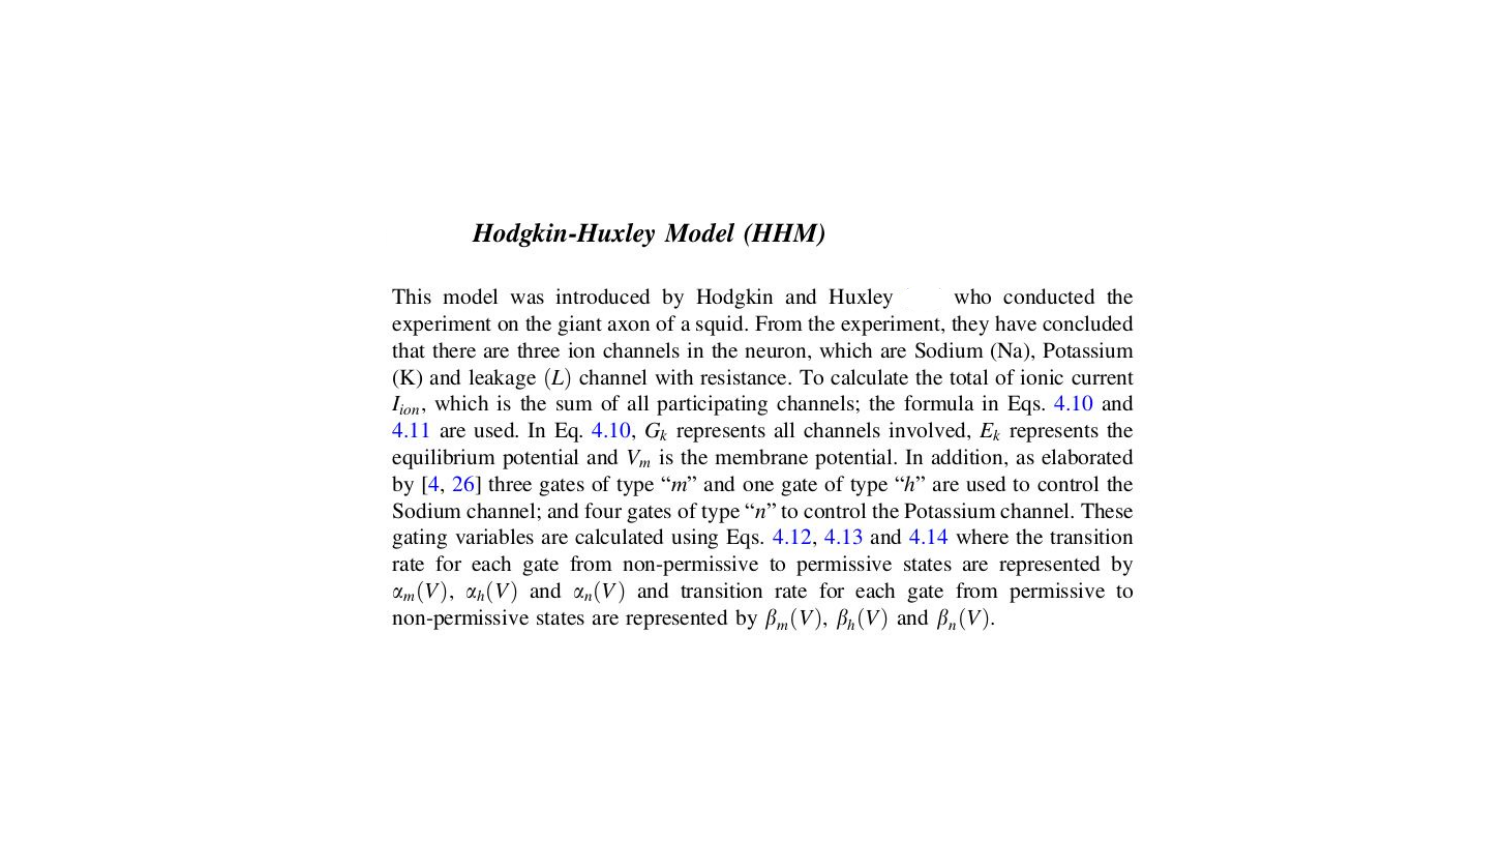 Hodgkin-Huxley Model (HHM)
This model was introduced by Hodgkin and Huxley who conducted the
experiment on the giant axon of a squid. From the experiment, they have concluded
that there are three ion channels in the neuron, which are Sodium (Na), Potassium
(K) and leakage (L) channel with resistance. To calculate the total of ionic current
I_ion, which is the sum of all participating channels; the formula in Eqs. 4.10 and
4.11 are used. In Eq. 4.10, G_k represents all channels involved, E_k represents the
equilibrium potential and V_m is the membrane potential. In addition, as elaborated
by [4, 26] three gates of type “m” and one gate of type “h” are used to control the
Sodium channel; and four gates of type “n” to control the Potassium channel. These
gating variables are calculated using Eqs. 4.12, 4.13 and 4.14 where the transition
rate for each gate from non-permissive to permissive states are represented by
α_m(V), α_h(V) and α_n(V) and transition rate for each gate from permissive to
non-permissive states are represented by β_m(V), β_h(V) and β_n(V).